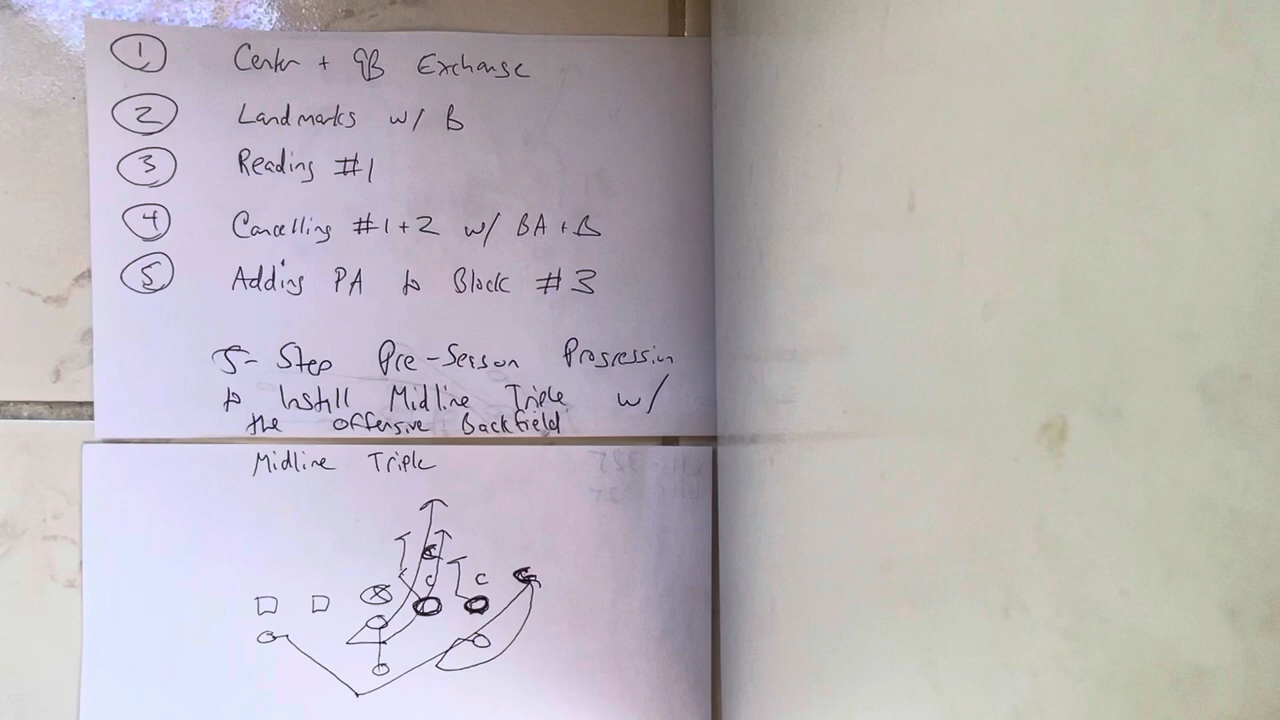 1 Center + QB Exchange
2 Landmarks w/ B
3 Reading #1
4 Cancelling #1+2 w/ BA + B
5 Adding PA to Block #3
5-Step Pre-Season Progression
to Install Midline Triple w/
the offensive Backfield
Midline Triple
C
C C